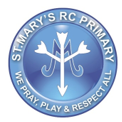 ST.MARY'S RC PRIMARY
WE PRAY, PLAY & RESPECT ALL